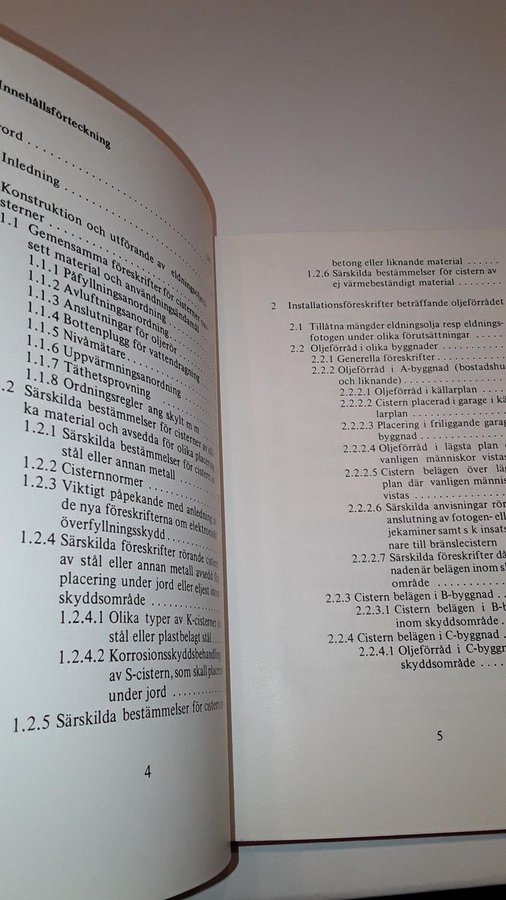 Innehållsförteckning
Inledning
Konstruktion och utförande av
1.1 Gemensamma föreskrifter för cisterner
sett material och användningsändamål
1.1.1 Påfyllningsanordning
1.1.2 Avluftningsanordning
1.1.3 Anslutningar för oljerör
1.1.4 Bottenplugg för vattendragning
1.1.5 Nivåmätare
1.1.6 Uppvärmningsanordning
1.1.7 Täthetsprovning
1.1.8 Ordningsregler ang skylt m m
.2 Särskilda bestämmelser för cisterner av
ka material och avsedda för olika placering
1.2.1 Särskilda bestämmelser för cistern
stål eller annan metall
1.2.2 Cisternnormer
1.2.3 Viktigt påpekande med anledning
de nya föreskrifterna om
överfyllningsskydd
1.2.4 Särskilda föreskrifter rörande cistern
av stål eller annan metall avsedd för
placering under jord eller eljest inom
skyddsområde
1.2.4.1 Olika typer av K-cisterner av
stål eller plastbelagt stål
1.2.4.2 Korrosionsskyddsbehandling
av S-cistern, som skall placeras
under jord
1.2.5 Särskilda bestämmelser för cistern
4
betong eller liknande material
1.2.6 Särskilda bestämmelser för cistern av
ej värmebeständigt material
2 Installationsföreskrifter beträffande oljeförrådet
2.1 Tillåtna mängder eldningsolja resp eldnings-
fotogen under olika förutsättningar
2.2 Oljeförråd i olika byggnader
2.2.1 Generella föreskrifter
2.2.2 Oljeförråd i A-byggnad (bostadshus
och liknande)
2.2.2.1 Oljeförråd i källarplan
2.2.2.2 Cistern placerad i garage i käl
larplan
2.2.2.3 Placering i friliggande garag
byggnad
2.2.2.4 Oljeförråd i lägsta plan d
vanligen människor vistas
2.2.2.5 Cistern belägen över läg
plan där vanligen människ
vistas
2.2.2.6 Särskilda anvisningar rör
anslutning av fotogen- el
jekaminer samt s k insats
nare till bränslecistern
2.2.2.7 Särskilda föreskrifter då
naden är belägen inom s
område
2.2.3 Cistern belägen i B-byggnad
2.2.3.1 Cistern belägen i B-b
inom skyddsområde
2.2.4 Cistern belägen i C-byggnad
2.2.4.1 Oljeförråd i C-byggn
skyddsområde
5